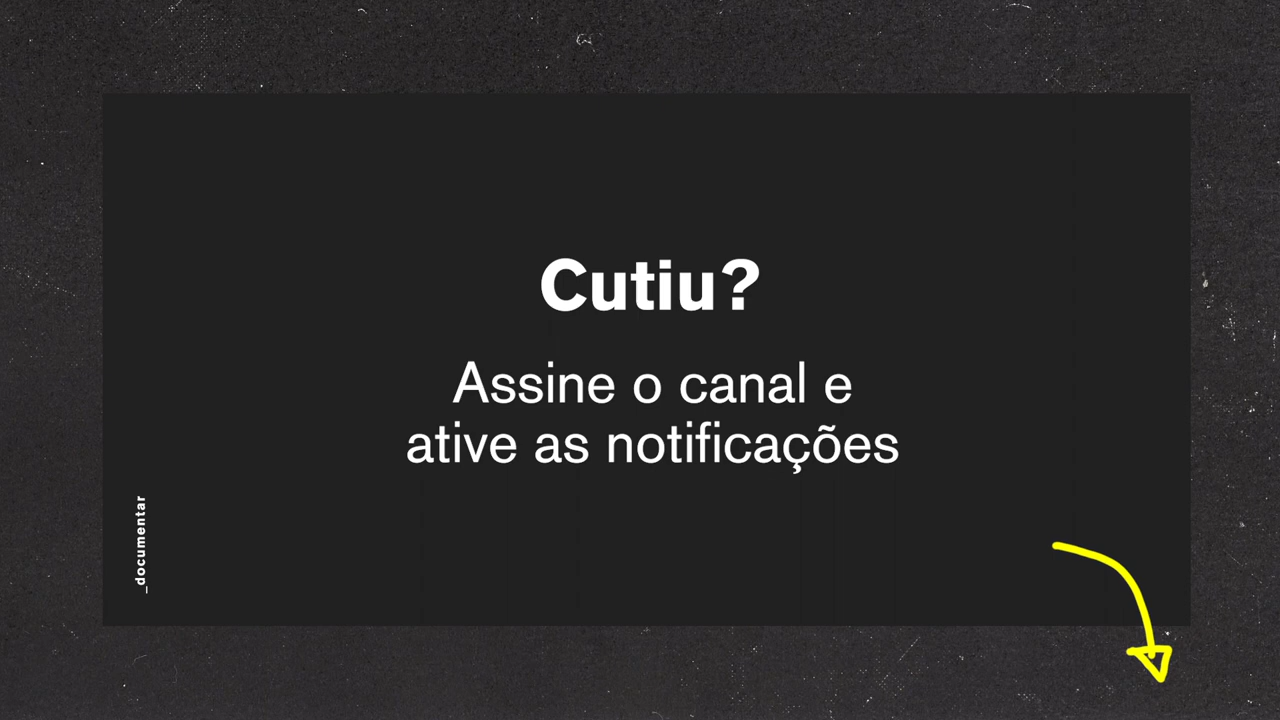 Cutiu?
Assine o canal e
ative as notificações
_documentar